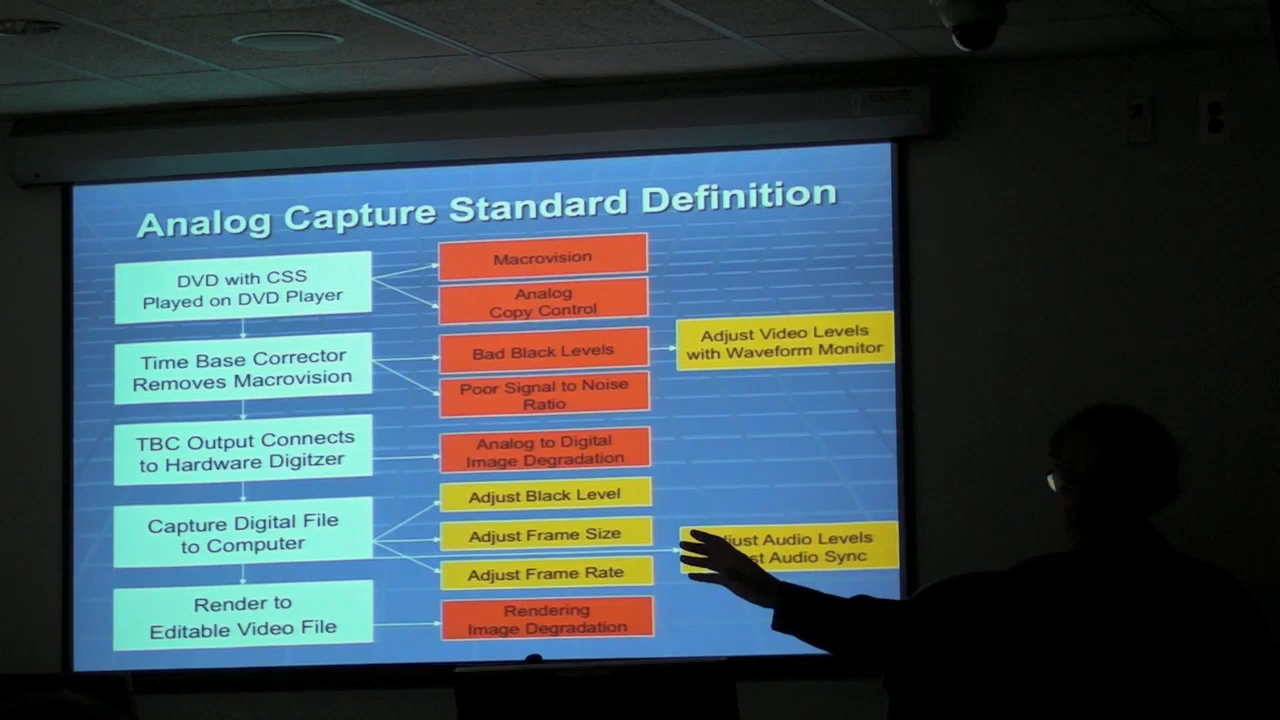 Analog Capture Standard Definition
DVD with CSS
Played on DVD Player
Macrovision
Analog
Copy Control
Time Base Corrector
Removes Macrovision
Bad Black Levels
Poor Signal to Noise
Ratio
Adjust Video Levels
with Waveform Monitor
TBC Output Connects
to Hardware Digitzer
Analog to Digital
Image Degradation
Capture Digital File
to Computer
Adjust Black Level
Adjust Frame Size
Adjust Frame Rate
Audio Levels
Audio Sync
Render to
Editable Video File
Rendering
Image Degradation